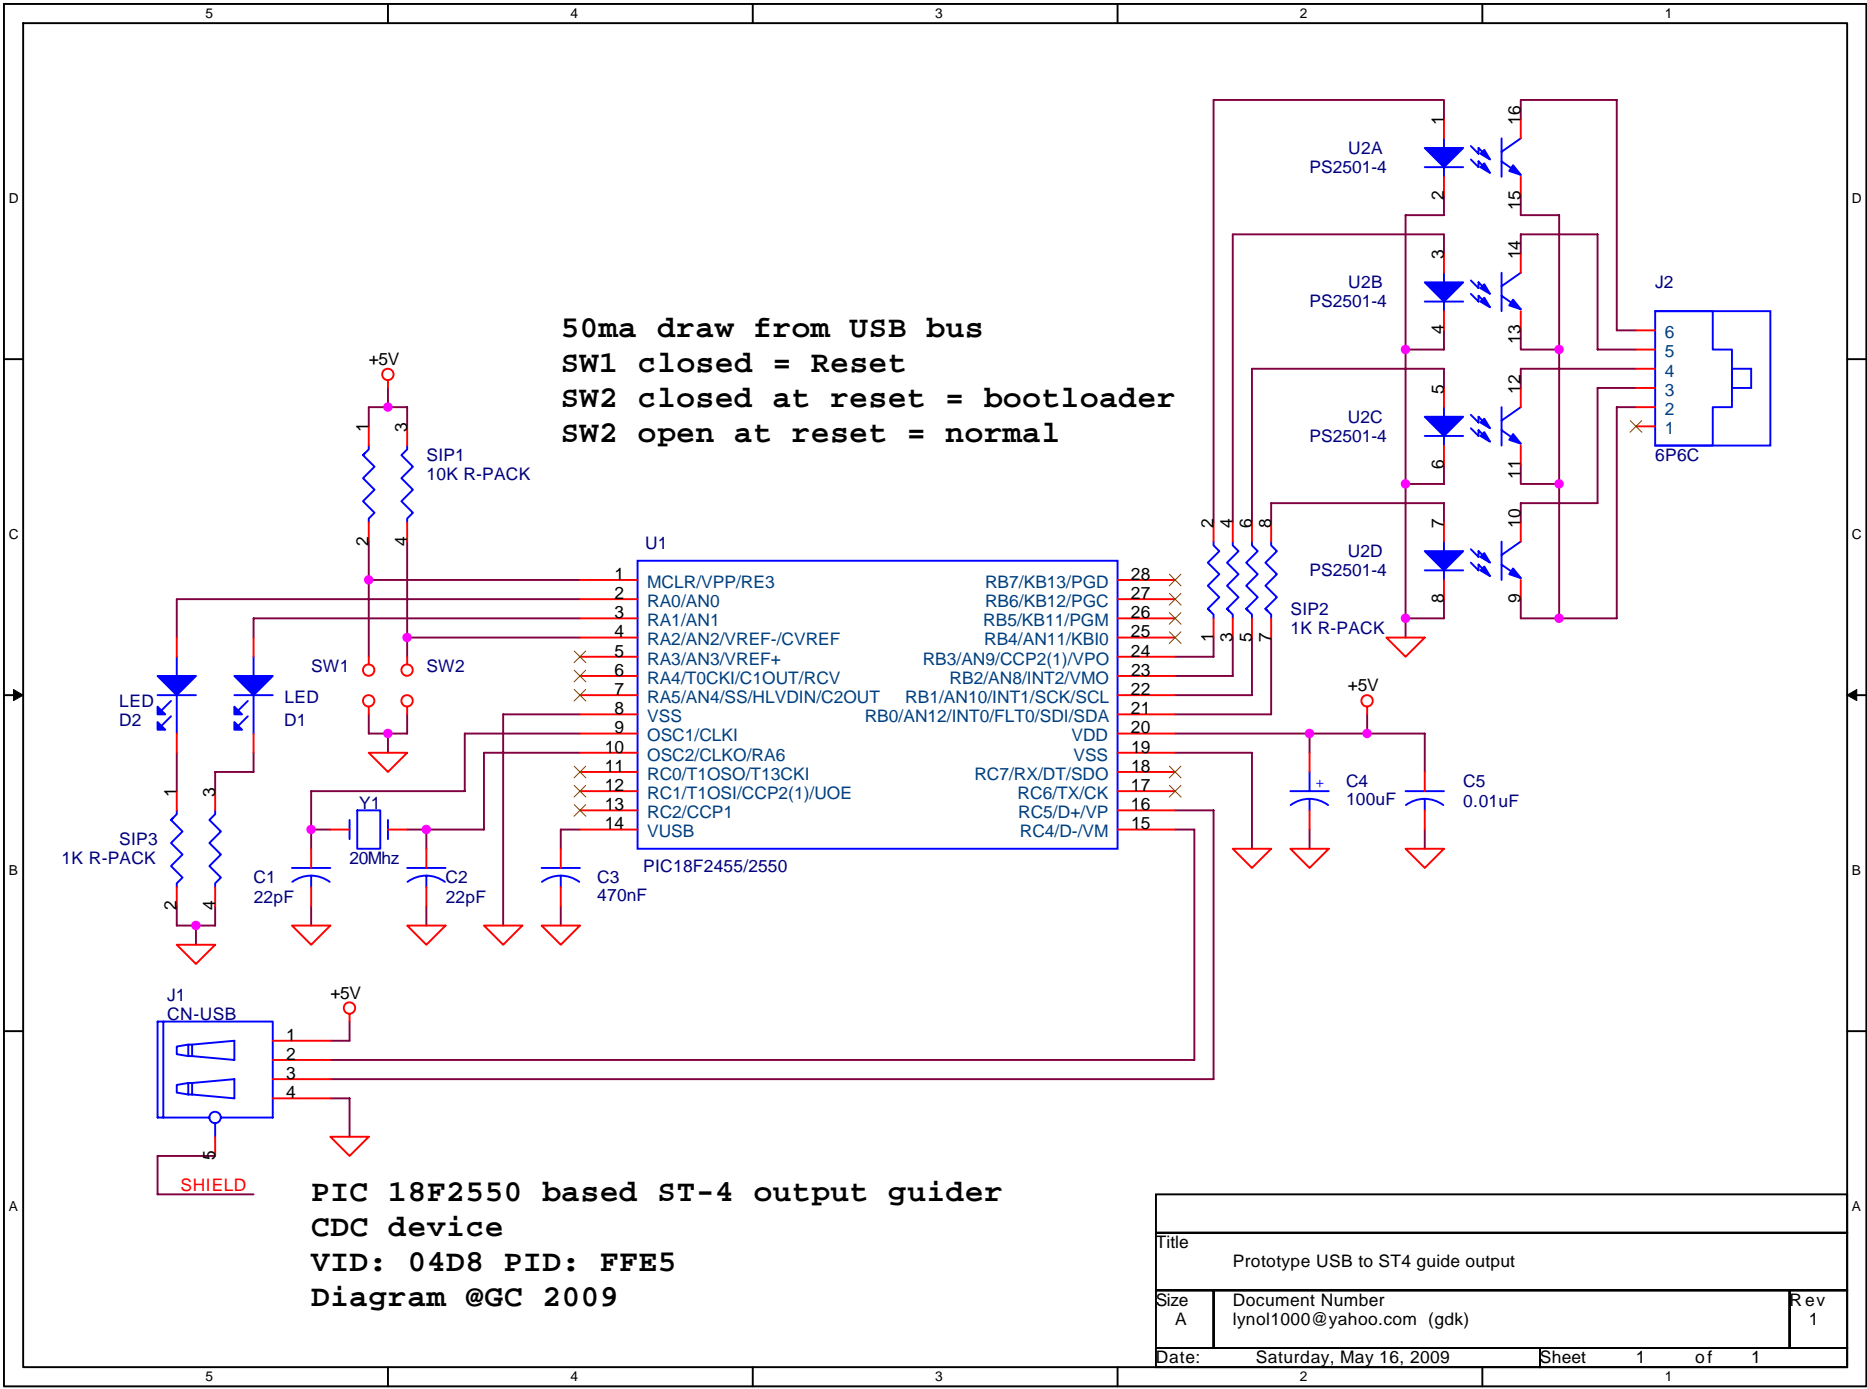 5 4 3 2 1
D D
C C
B B
A A
5 4 3 2 1
50ma draw from USB bus
SW1 closed = Reset
SW2 closed at reset = bootloader
SW2 open at reset = normal
+5V
1 3
SIP1
10K R-PACK
2 4
SW1 SW2
LED
D2
LED
D1
1 3
SIP3
1K R-PACK
2 4
Y1
20Mhz
C1
22pF
C2
22pF
C3
470nF
U1
1 MCLR/VPP/RE3
2 RA0/AN0
3 RA1/AN1
4 RA2/AN2/VREF-/CVREF
5 RA3/AN3/VREF+
6 RA4/T0CKI/C1OUT/RCV
7 RA5/AN4/SS/HLVDIN/C2OUT
8 VSS
9 OSC1/CLKI
10 OSC2/CLKO/RA6
11 RC0/T1OSO/T13CKI
12 RC1/T1OSI/CCP2(1)/UOE
13 RC2/CCP1
14 VUSB
RB7/KB13/PGD 28
RB6/KB12/PGC 27
RB5/KB11/PGM 26
RB4/AN11/KBI0 25
RB3/AN9/CCP2(1)/VPO 24
RB2/AN8/INT2/VMO 23
RB1/AN10/INT1/SCK/SCL 22
RB0/AN12/INT0/FLT0/SDI/SDA 21
VDD 20
VSS 19
RC7/RX/DT/SDO 18
RC6/TX/CK 17
RC5/D+/VP 16
RC4/D-/VM 15
PIC18F2455/2550
2 4 6 8
1 3 5 7
SIP2
1K R-PACK
U2A
PS2501-4
1 2 16 15
U2B
PS2501-4
3 4 14 13
U2C
PS2501-4
5 6 12 11
U2D
PS2501-4
7 8 10 9
J2
6
5
4
3
2
1
6P6C
+5V
+
C4
100uF
C5
0.01uF
J1
CN-USB
+5V
1
2
3
4
5
SHIELD
PIC 18F2550 based ST-4 output guider
CDC device
VID: 04D8 PID: FFE5
Diagram @GC 2009
Title
Prototype USB to ST4 guide output
Size
A
Document Number
lynol1000@yahoo.com (gdk)
Rev
1
Date: Saturday, May 16, 2009 Sheet 1 of 1